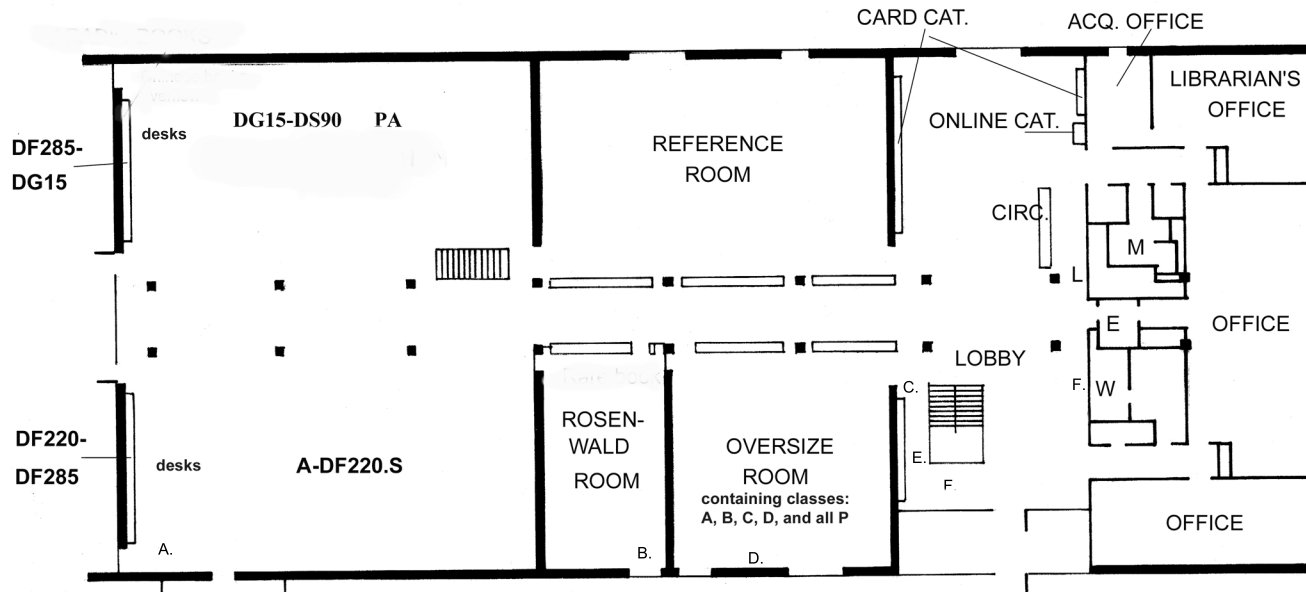 CARD CAT.
ACQ. OFFICE
LIBRARIAN'S
OFFICE
desks
DG15-DS90 PA
ONLINE CAT.
DF285-
DG15
REFERENCE
ROOM
CIRC.
M
L
E
OFFICE
LOBBY
C.
F.
W
ROSEN-
WALD
ROOM
OVERSIZE
ROOM
containing classes:
A, B, C, D, and all P
DF220-
DF285
desks
A-DF220.S
E.
F.
OFFICE
A.
B.
D.